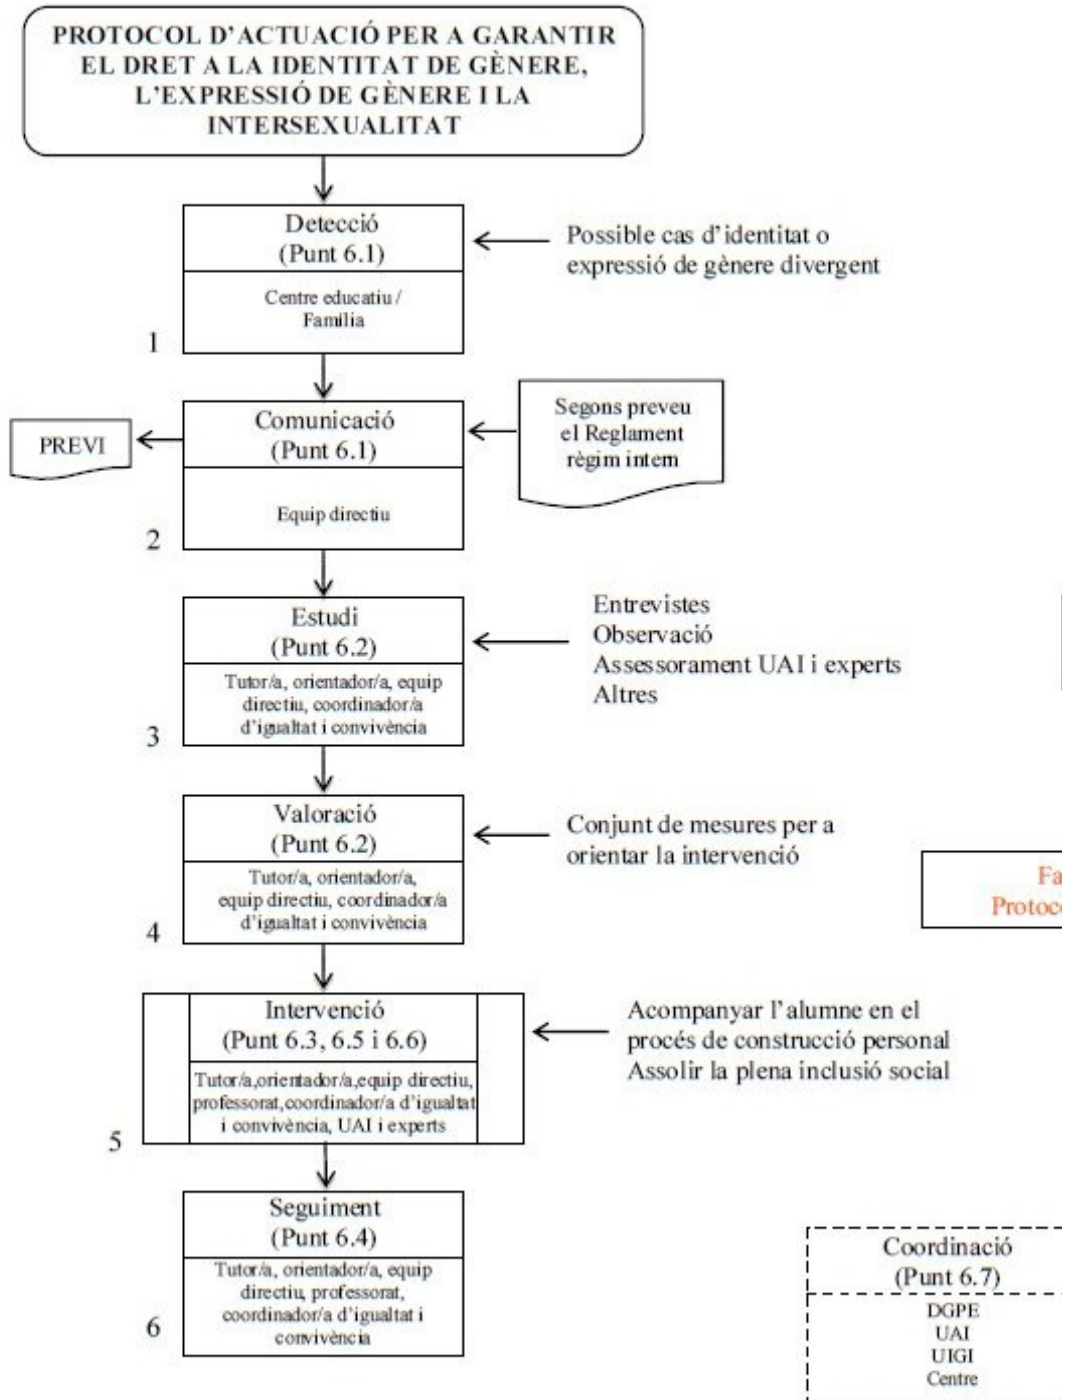 PROTOCOL D'ACTUACIÓ PER A GARANTIR
EL DRET A LA IDENTITAT DE GÈNERE,
L'EXPRESSIÓ DE GÈNERE I LA
INTERSEXUALITAT
Detecció
(Punt 6.1)
Centre educatiu /
Família
1
Possible cas d'identitat o
expressió de gènere divergent
PREVI
Comunicació
(Punt 6.1)
Equip directiu
2
Segons preveu
el Reglament
règim intern
Estudi
(Punt 6.2)
Tutor/a, orientador/a, equip
directiu, coordinador/a
d'igualtat i convivència
3
Entrevistes
Observació
Assessorament UAI i experts
Altres
Valoració
(Punt 6.2)
Tutor/a, orientador/a,
equip directiu, coordinador/a
d'igualtat i convivència
4
Conjunt de mesures per a
orientar la intervenció
Fa
Protoco
Intervenció
(Punt 6.3, 6.5 i 6.6)
Tutor/a,orientador/a,equip directiu,
professorat,coordinador/a d'igualtat
i convivència, UAI i experts
5
Acompanyar l'alumne en el
procés de construcció personal
Assolir la plena inclusió social
Seguiment
(Punt 6.4)
Tutor/a, orientador/a, equip
directiu, professorat,
coordinador/a d'igualtat i
convivència
6
Coordinació
(Punt 6.7)
DGPE
UAI
UIGI
Centre